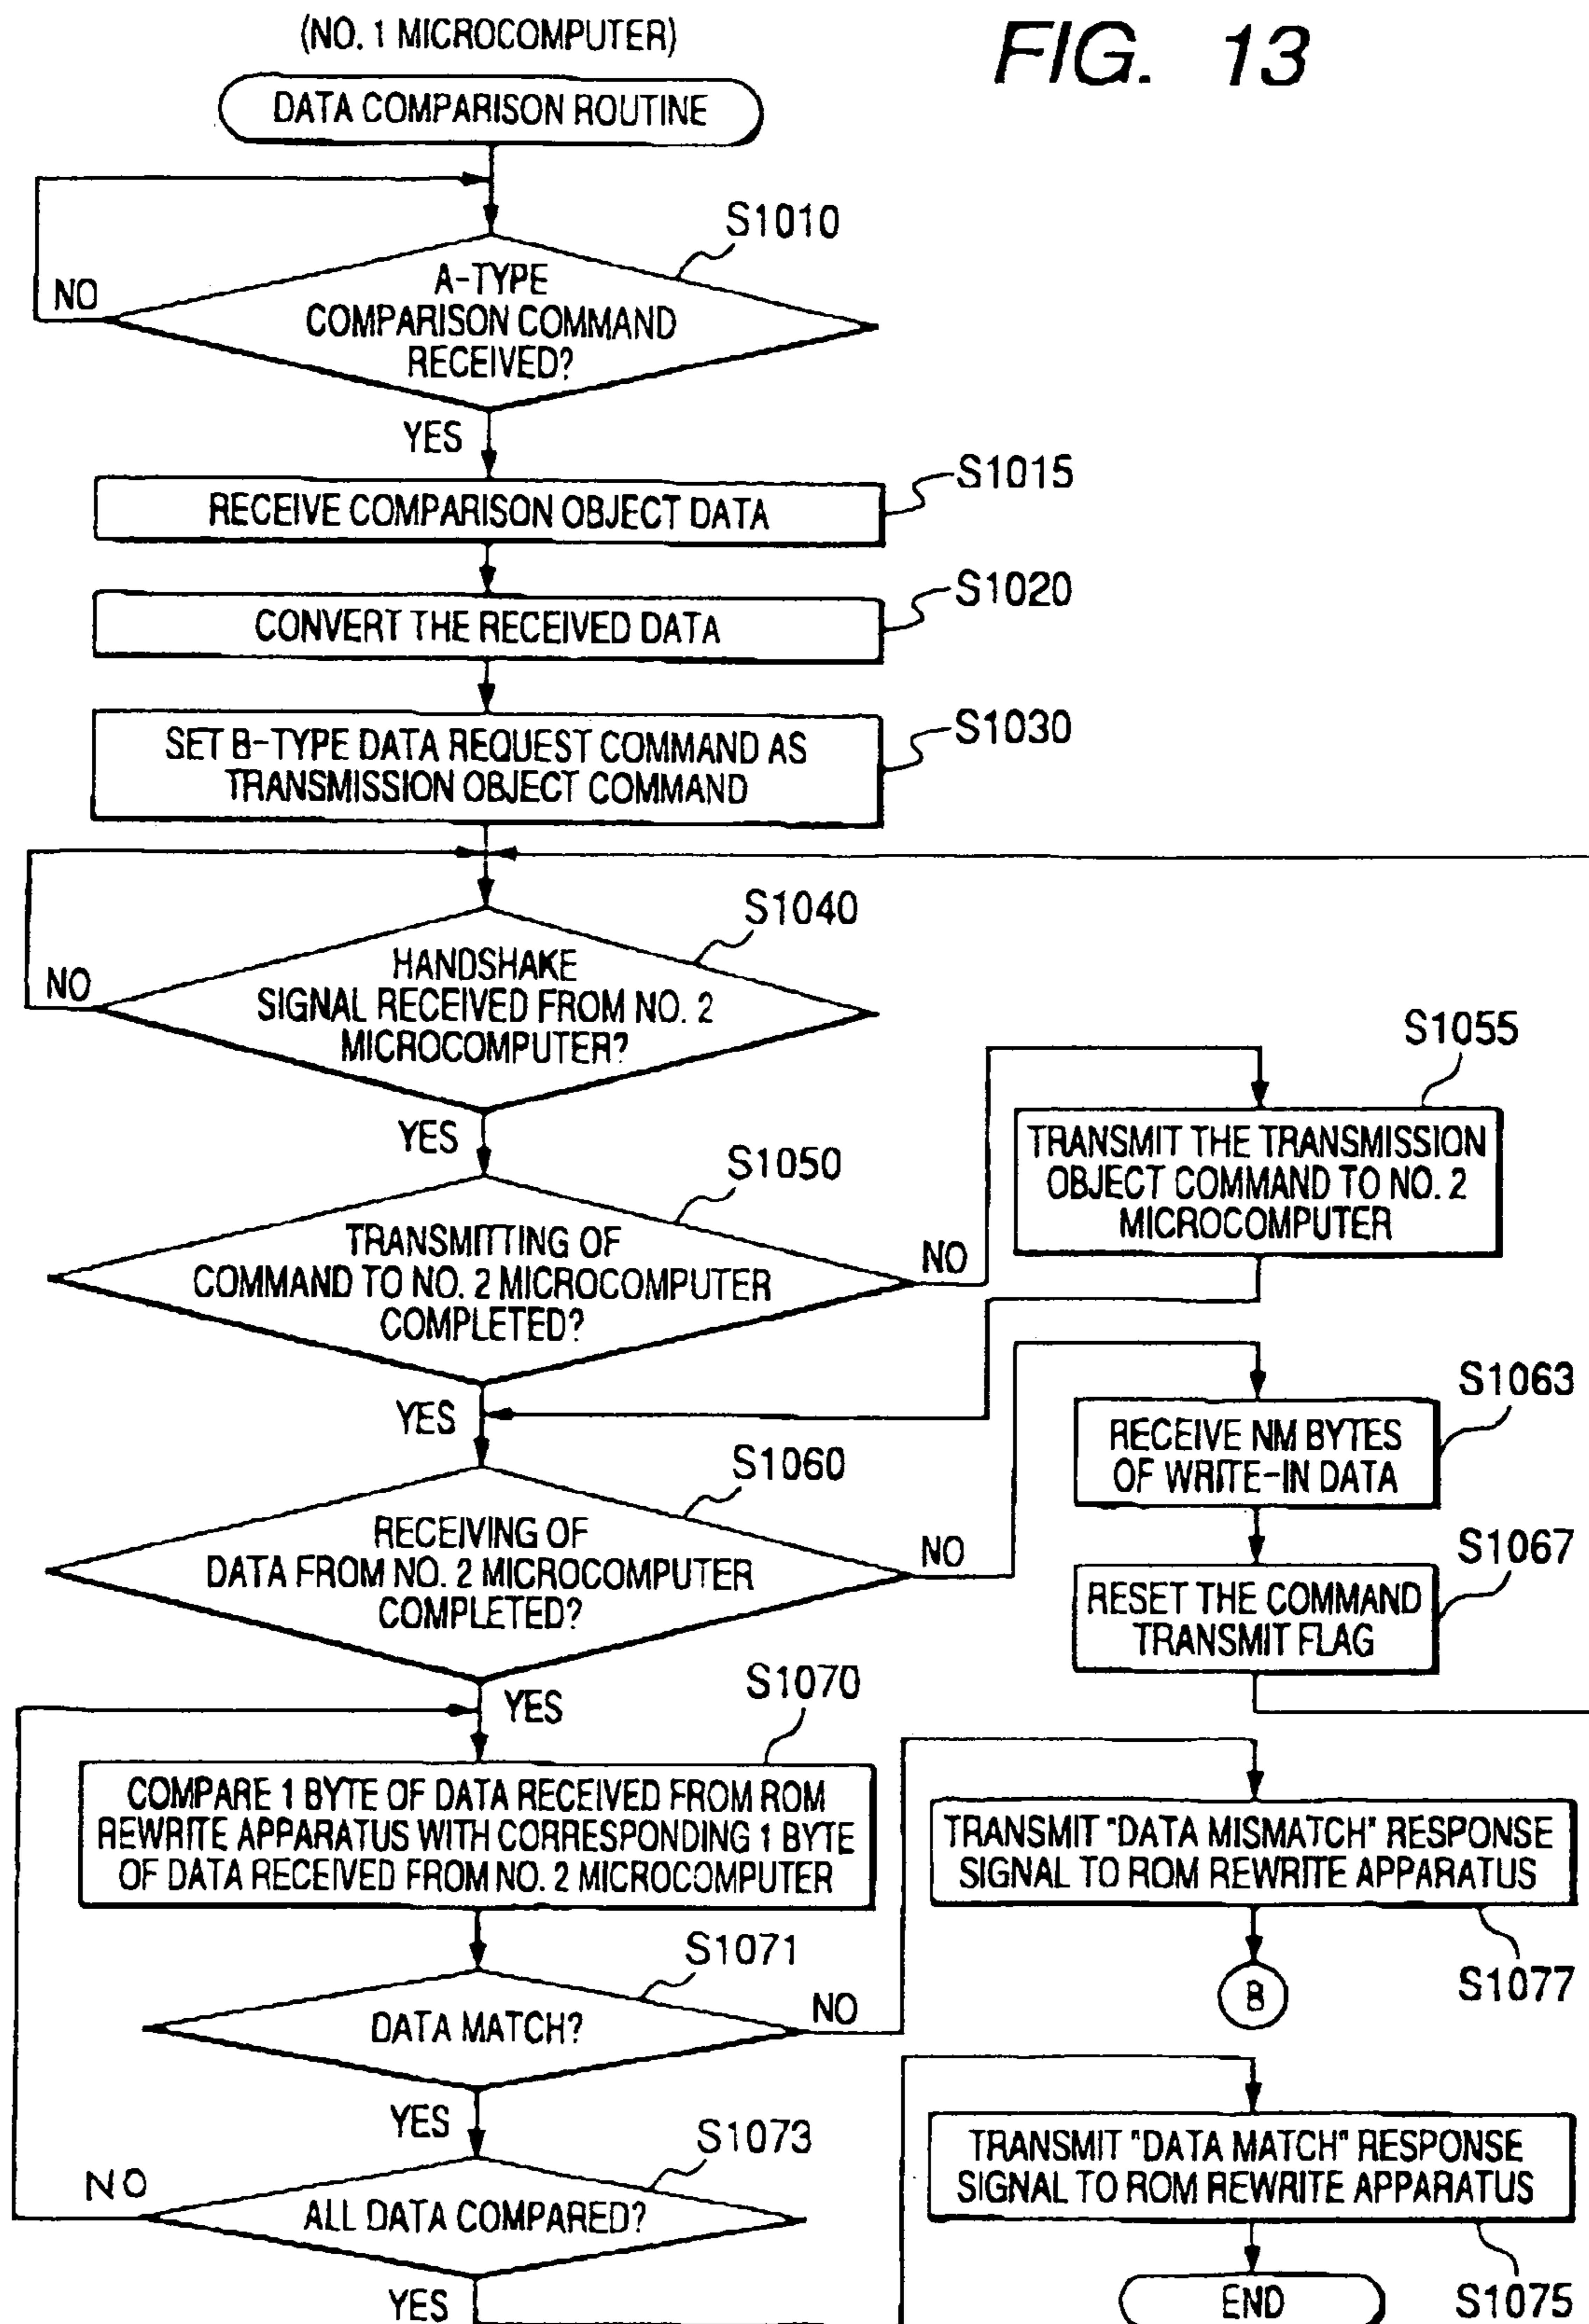 (NO. 1 MICROCOMPUTER)
FIG. 13
DATA COMPARISON ROUTINE
S1010
A-TYPE
COMPARISON COMMAND
RECEIVED?
NO
YES
S1015
RECEIVE COMPARISON OBJECT DATA
S1020
CONVERT THE RECEIVED DATA
S1030
SET B-TYPE DATA REQUEST COMMAND AS
TRANSMISSION OBJECT COMMAND
S1040
HANDSHAKE
SIGNAL RECEIVED FROM NO. 2
MICROCOMPUTER?
NO
YES
S1055
TRANSMIT THE TRANSMISSION
OBJECT COMMAND TO NO. 2
MICROCOMPUTER
S1050
TRANSMITTING OF
COMMAND TO NO. 2 MICROCOMPUTER
COMPLETED?
NO
YES
S1063
RECEIVE NM BYTES
OF WRITE-IN DATA
S1060
RECEIVING OF
DATA FROM NO. 2 MICROCOMPUTER
COMPLETED?
NO
S1067
RESET THE COMMAND
TRANSMIT FLAG
YES
S1070
COMPARE 1 BYTE OF DATA RECEIVED FROM ROM
REWRITE APPARATUS WITH CORRESPONDING 1 BYTE
OF DATA RECEIVED FROM NO. 2 MICROCOMPUTER
TRANSMIT "DATA MISMATCH" RESPONSE
SIGNAL TO ROM REWRITE APPARATUS
S1077
B
S1071
DATA MATCH?
NO
YES
S1073
ALL DATA COMPARED?
NO
YES
TRANSMIT "DATA MATCH" RESPONSE
SIGNAL TO ROM REWRITE APPARATUS
S1075
END